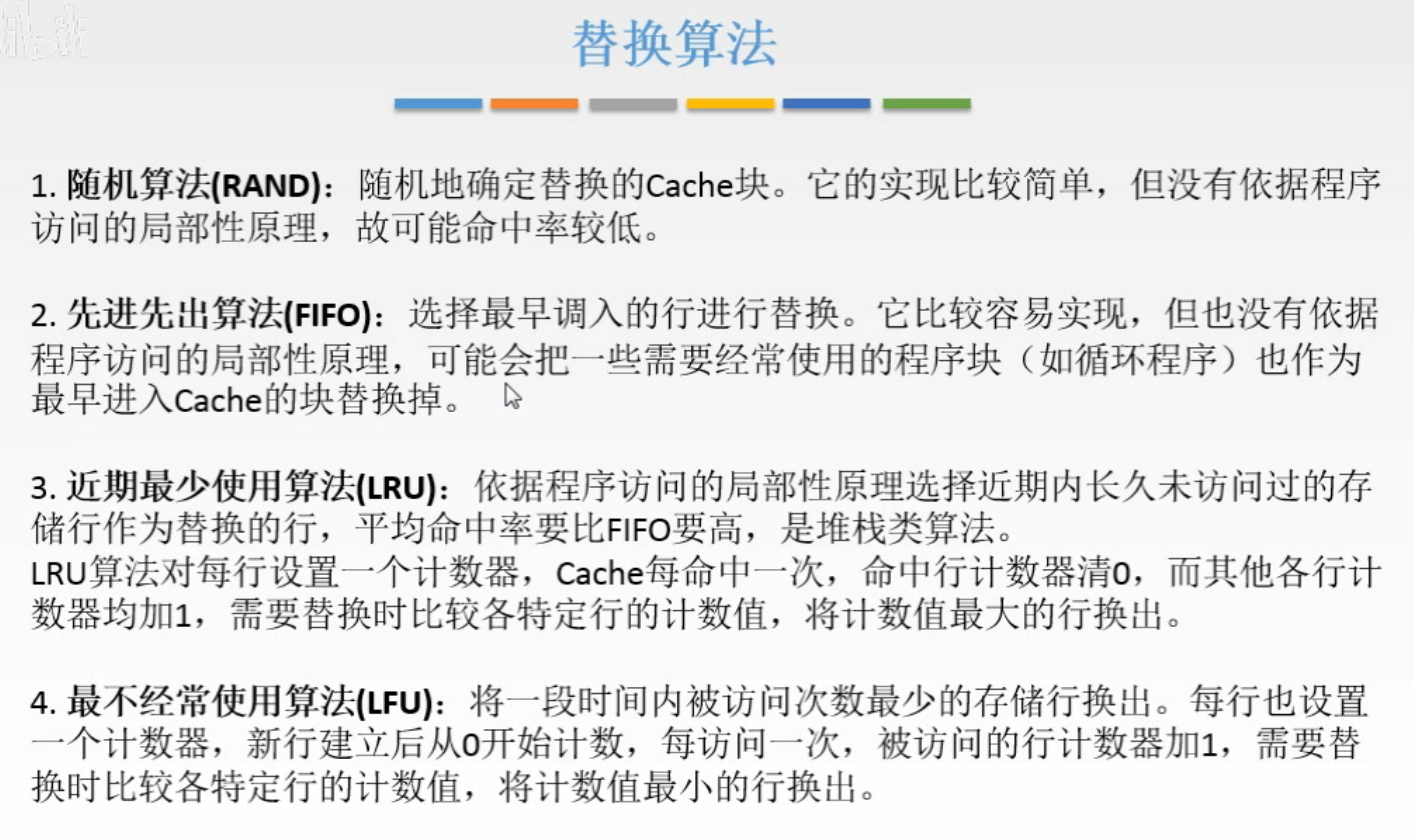 替换算法
1. 随机算法(RAND)：随机地确定替换的Cache块。它的实现比较简单，但没有依据程序
访问的局部性原理，故可能命中率较低。
2. 先进先出算法(FIFO)：选择最早调入的行进行替换。它比较容易实现，但也没有依据
程序访问的局部性原理，可能会把一些需要经常使用的程序块（如循环程序）也作为
最早进入Cache的块替换掉。
3. 近期最少使用算法(LRU)：依据程序访问的局部性原理选择近期内长久未访问过的存
储行作为替换的行，平均命中率要比FIFO要高，是堆栈类算法。
LRU算法对每行设置一个计数器，Cache每命中一次，命中行计数器清0，而其他各行计
数器均加1，需要替换时比较各特定行的计数值，将计数值最大的行换出。
4. 最不经常使用算法(LFU)：将一段时间内被访问次数最少的存储行换出。每行也设置
一个计数器，新行建立后从0开始计数，每访问一次，被访问的行计数器加1，需要替
换时比较各特定行的计数值，将计数值最小的行换出。